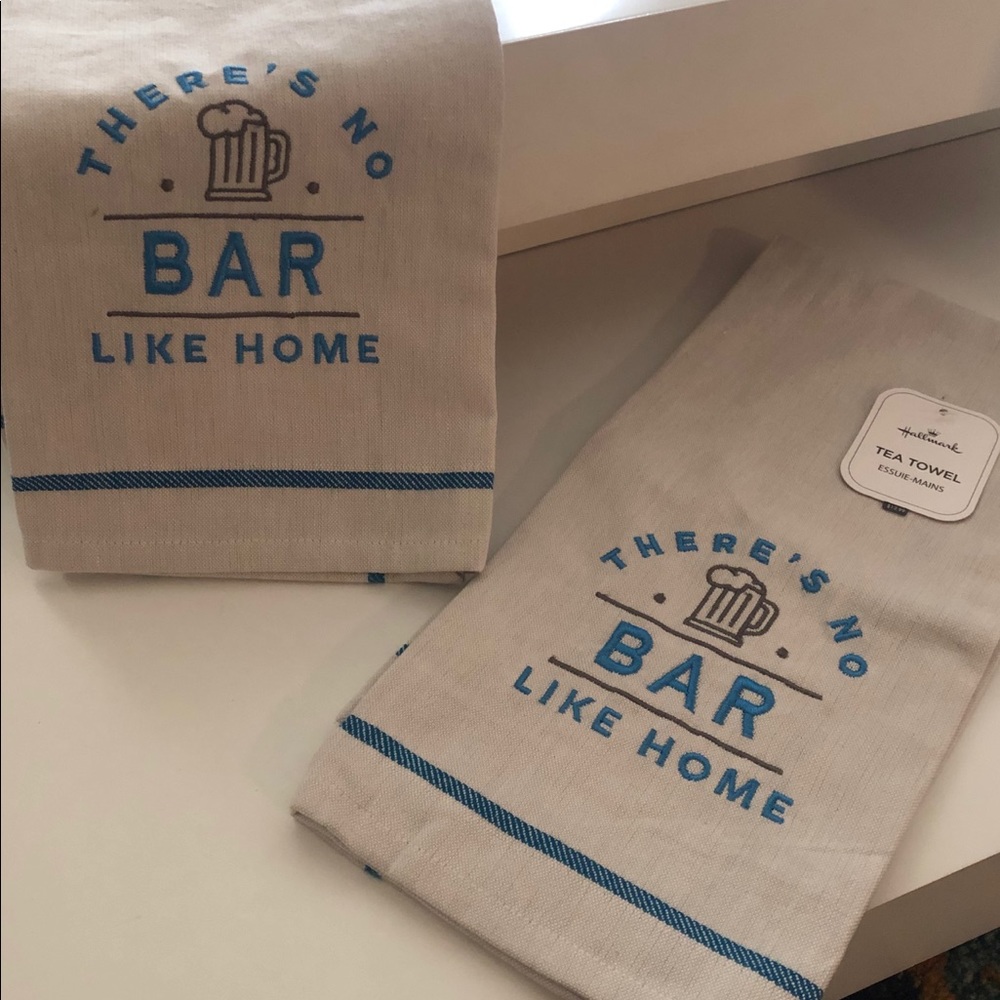 THERE'S NO
BAR
LIKE HOME
Hallmark
TEA TOWEL
ESSUIE-MAINS
THERE'S NO
BAR
LIKE HOME